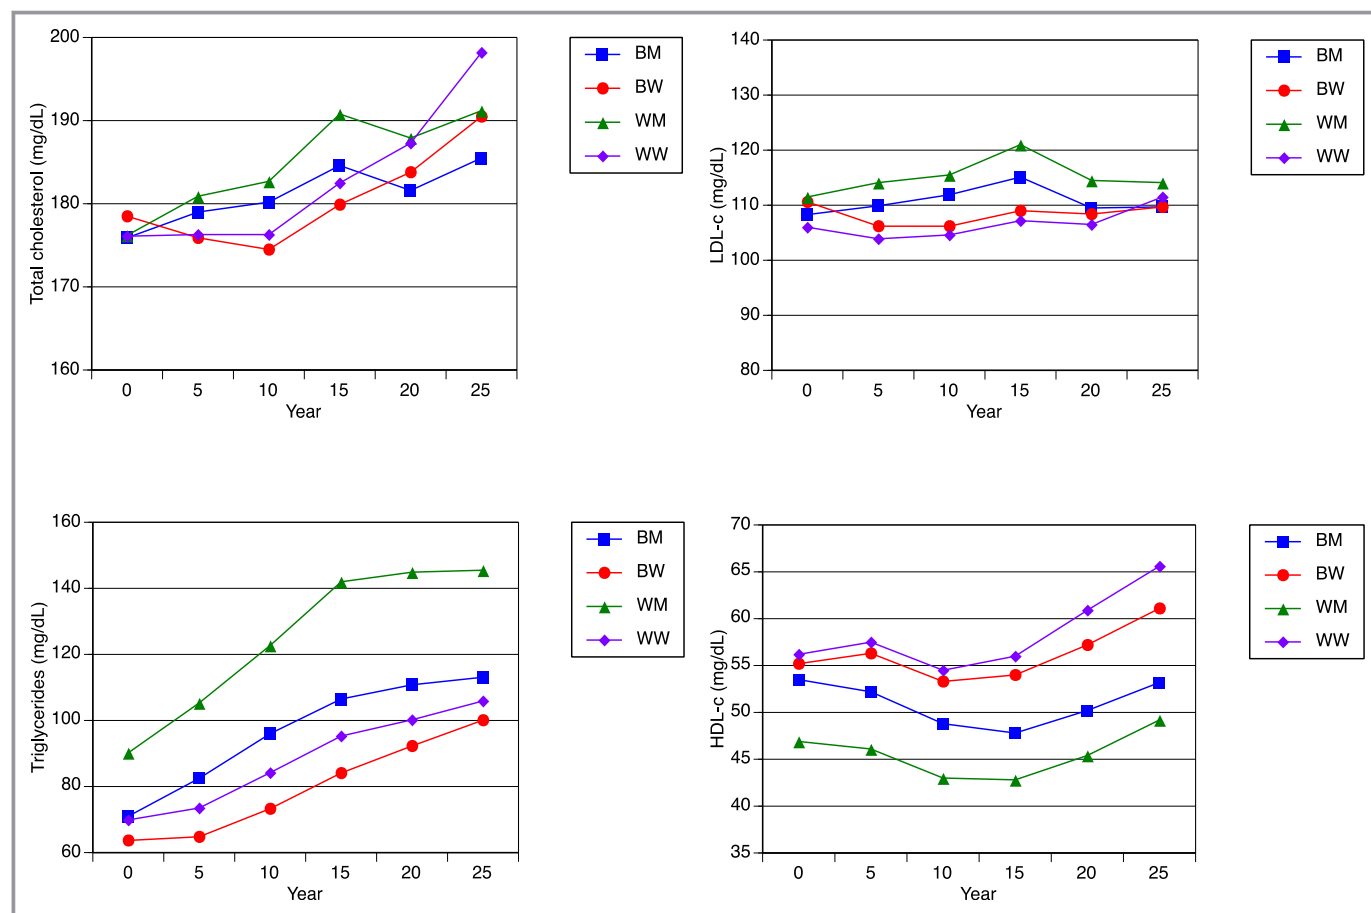 200
190
180
170
160
Total cholesterol (mg/dL)
0 5 10 15 20 25
Year
BM
BW
WM
WW
140
130
120
110
100
90
80
LDL-c (mg/dL)
0 5 10 15 20 25
Year
BM
BW
WM
WW
160
140
120
100
80
60
Triglycerides (mg/dL)
0 5 10 15 20 25
Year
BM
BW
WM
WW
70
65
60
55
50
45
40
35
HDL-c (mg/dL)
0 5 10 15 20 25
Year
BM
BW
WM
WW